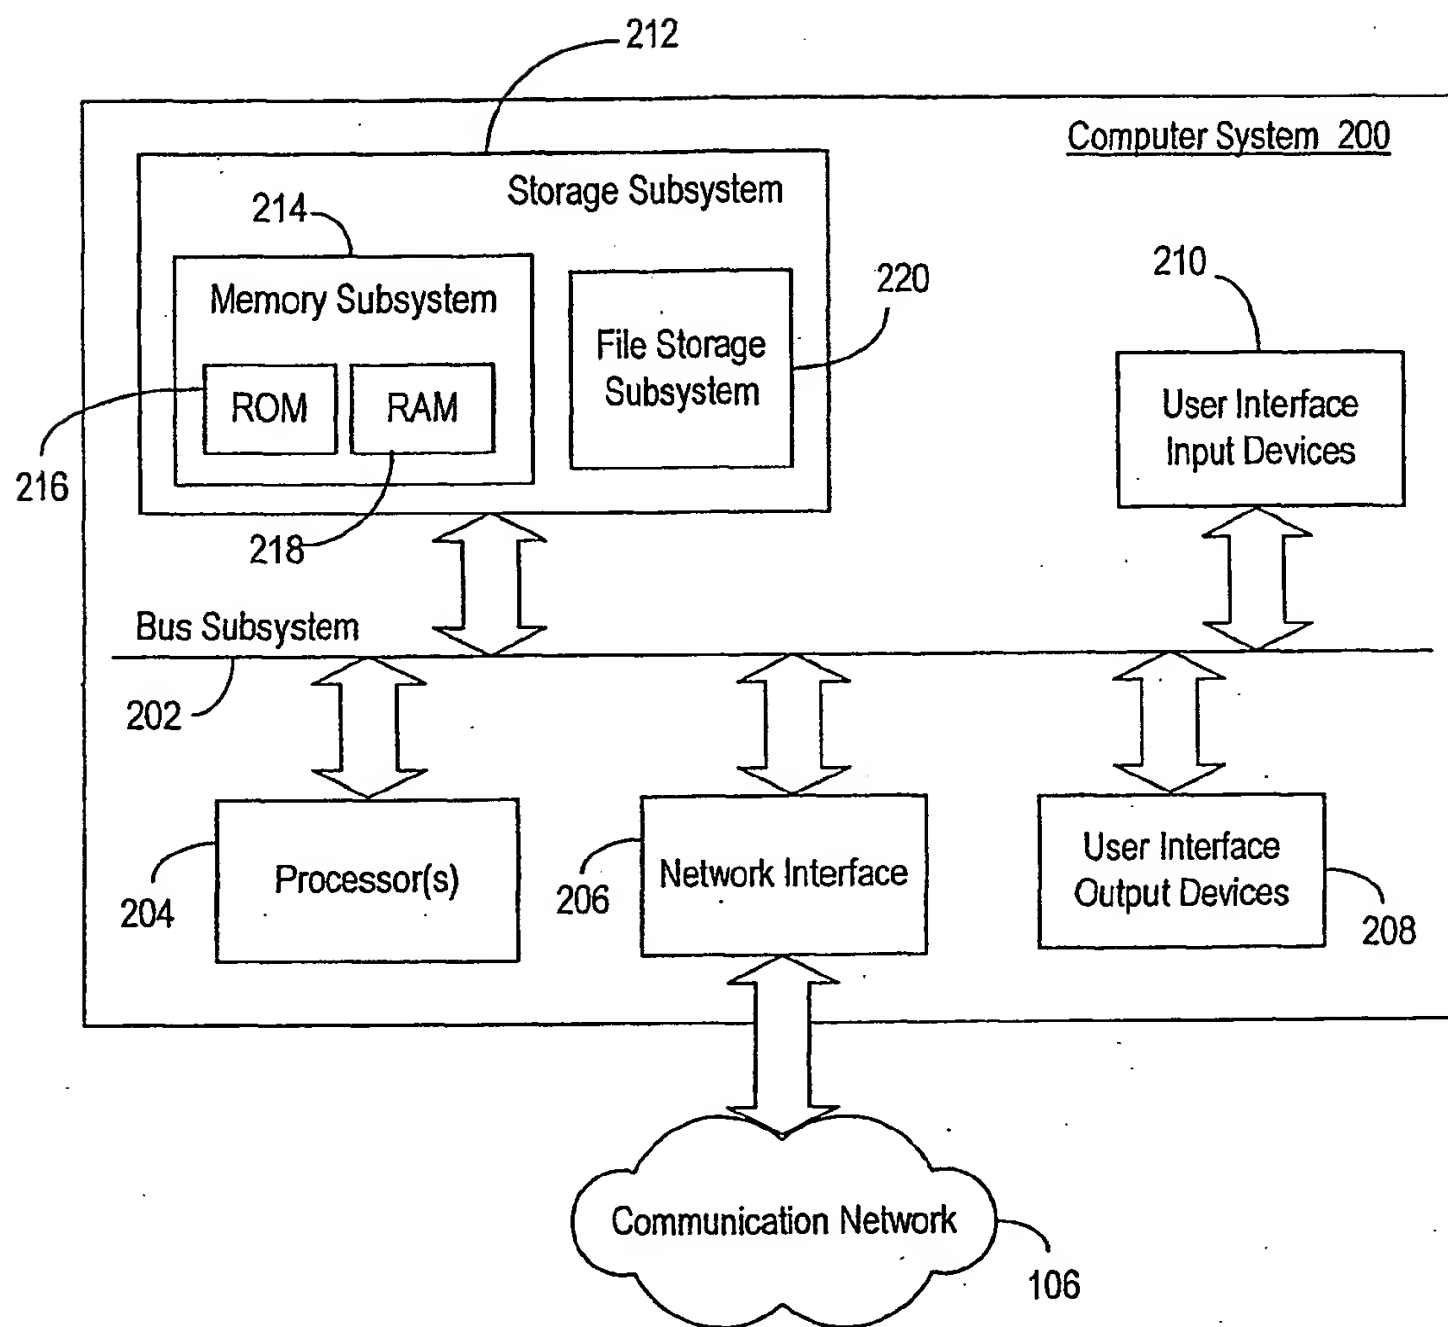 212
Computer System 200
Storage Subsystem
214
Memory Subsystem
220
210
File Storage
Subsystem
User Interface
Input Devices
ROM
RAM
216
218
Bus Subsystem
202
Processor(s)
204
Network Interface
206
User Interface
Output Devices
208
Communication Network
106